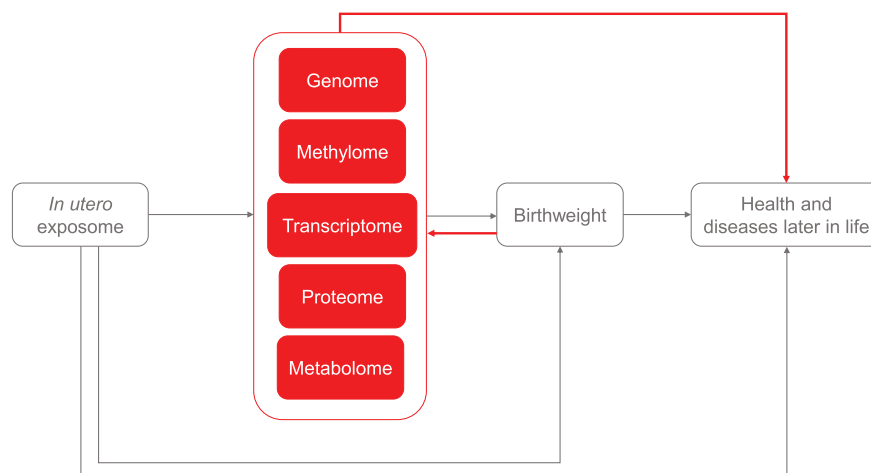 Genome
Methylome
In utero
exposome
Transcriptome
Birthweight
Health and
diseases later in life
Proteome
Metabolome